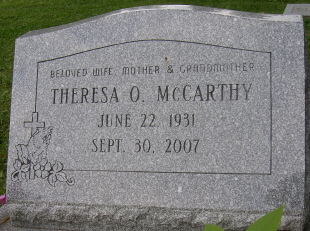 BELOVED WIFE, MOTHER & GRANDMOTHER
THERESA O. McCARTHY
JUNE 22, 1931
SEPT. 30, 2007